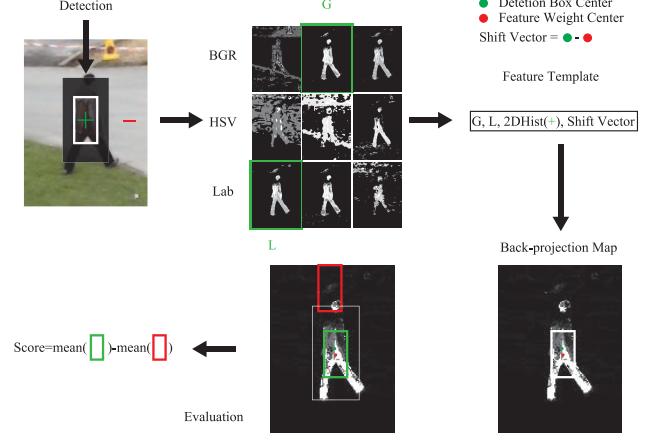 Detection
G
Detetion Box Center
Feature Weight Center
Shift Vector = -
BGR
HSV
Lab
L
Feature Template
G, L, 2DHist(+), Shift Vector
Back-projection Map
Score=mean( )-mean( )
Evaluation